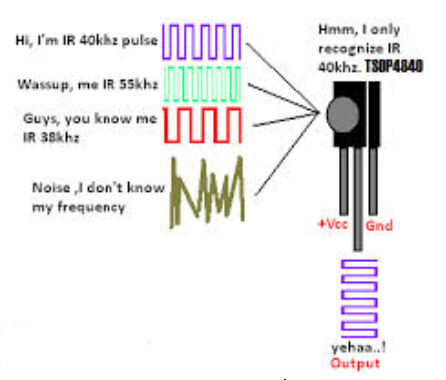 Hi, I'm IR 40khz pulse
Wassup, me IR 55khz
Guys, you know me
IR 38khz
Noise ,I don't know
my frequency
Hmm, I only
recognize IR
40khz. TSOP4840
+Vcc
Gnd
yehaa..!
Output